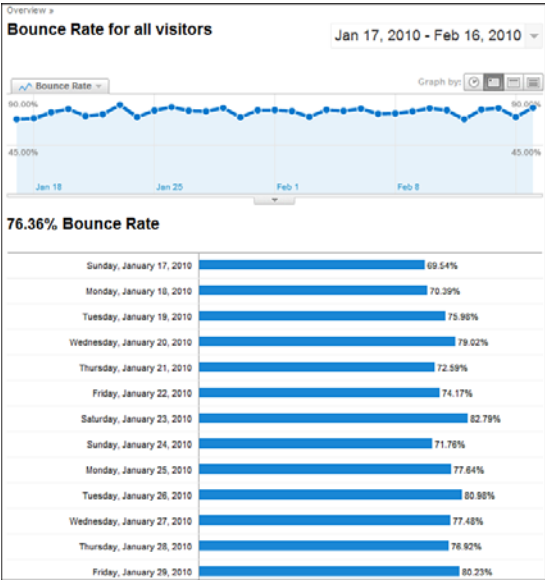 Overview »
Bounce Rate for all visitors
Jan 17, 2010 - Feb 16, 2010
Bounce Rate
Graph by:
90.00% 90.00%
45.00% 45.00%
Jan 18 Jan 25 Feb 1 Feb 8
76.36% Bounce Rate
Sunday, January 17, 2010 69.54%
Monday, January 18, 2010 70.39%
Tuesday, January 19, 2010 75.98%
Wednesday, January 20, 2010 79.02%
Thursday, January 21, 2010 72.59%
Friday, January 22, 2010 74.17%
Saturday, January 23, 2010 82.79%
Sunday, January 24, 2010 71.76%
Monday, January 25, 2010 77.64%
Tuesday, January 26, 2010 80.98%
Wednesday, January 27, 2010 77.48%
Thursday, January 28, 2010 76.92%
Friday, January 29, 2010 80.23%